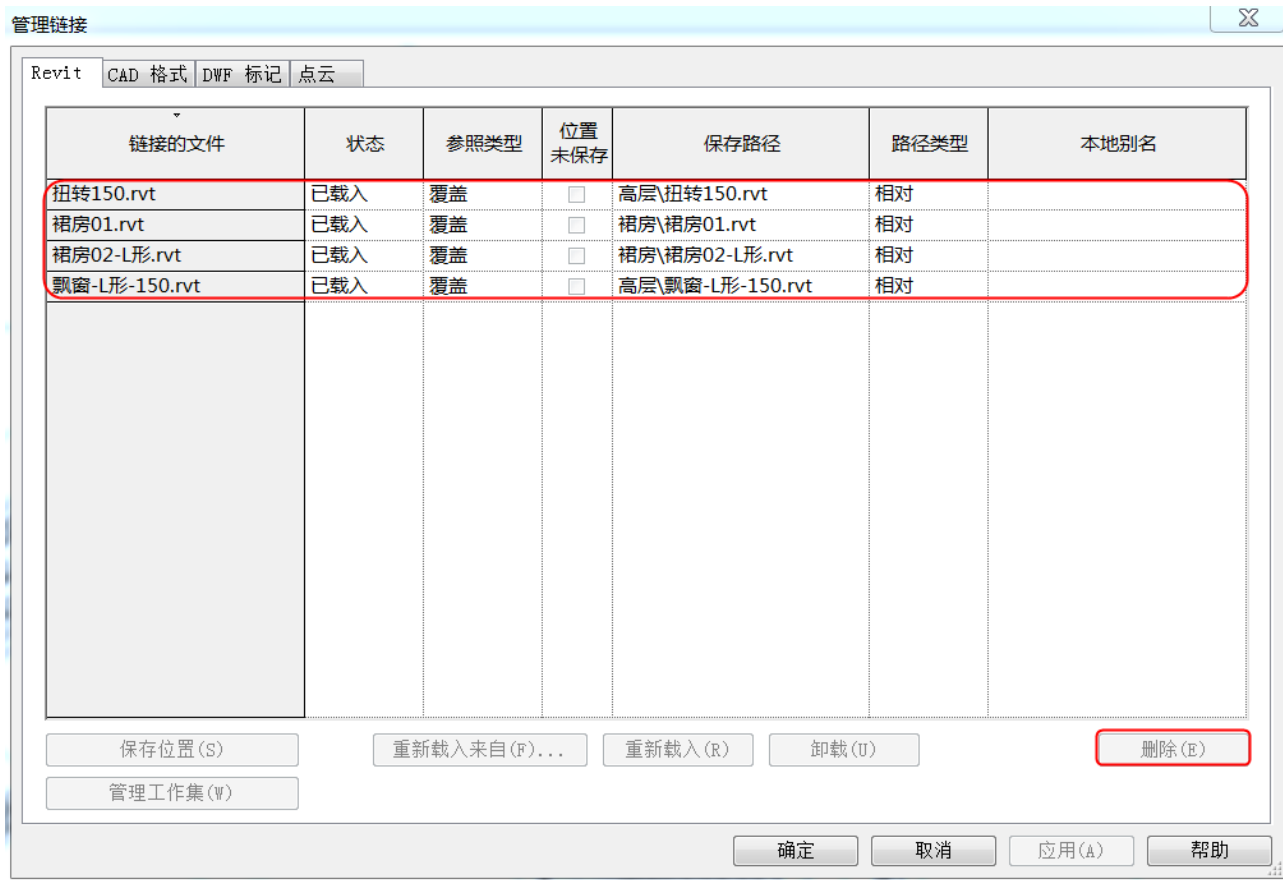 管理链接
Revit CAD 格式 DWF 标记 点云
链接的文件 状态 参照类型 位置未保存 保存路径 路径类型 本地别名
扭转150.rvt 已载入 覆盖 高层\扭转150.rvt 相对
裙房01.rvt 已载入 覆盖 裙房\裙房01.rvt 相对
裙房02-L形.rvt 已载入 覆盖 裙房\裙房02-L形.rvt 相对
飘窗-L形-150.rvt 已载入 覆盖 高层\飘窗-L形-150.rvt 相对
保存位置(S) 重新载入来自(F)... 重新载入(R) 卸载(U) 删除(E)
管理工作集(W)
确定 取消 应用(A) 帮助